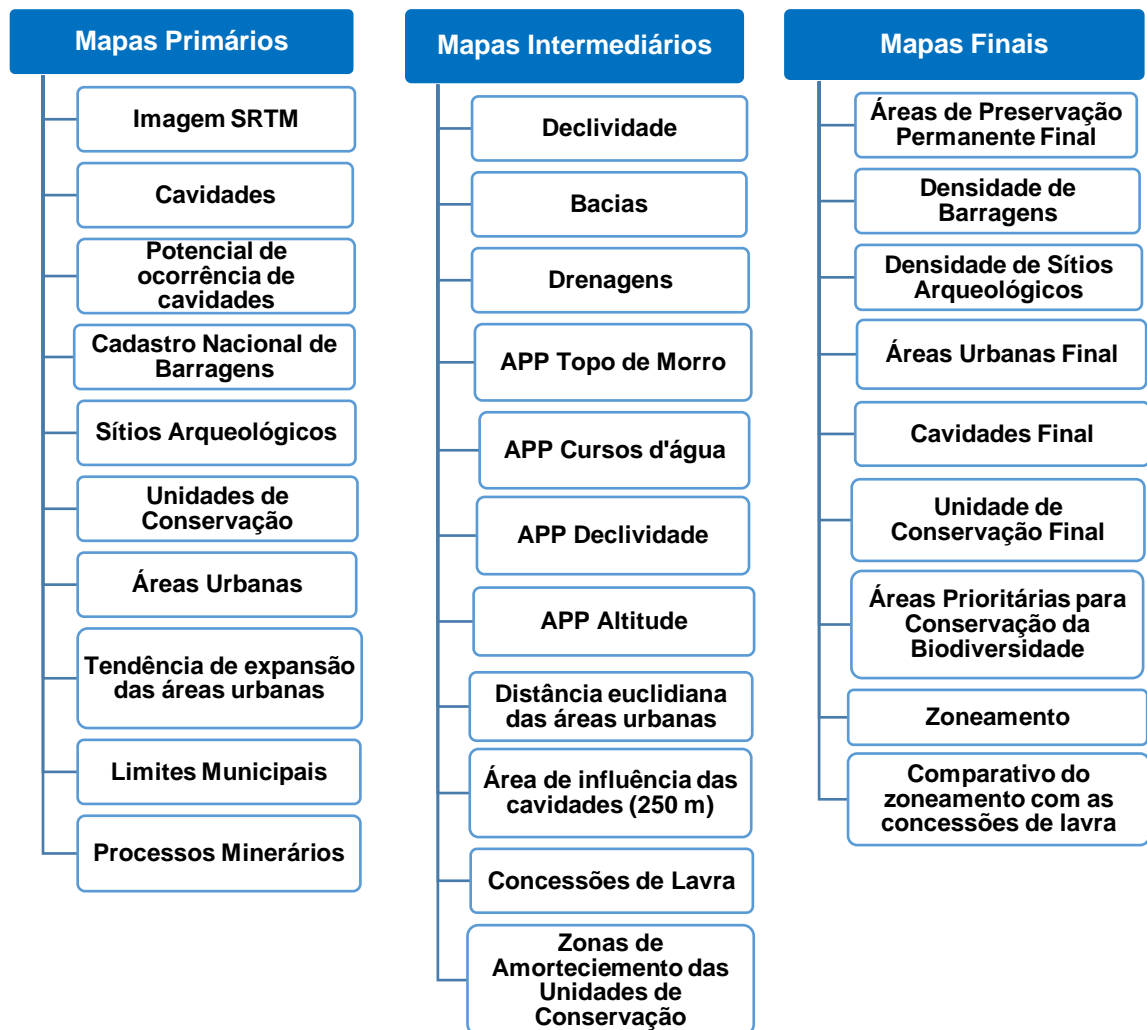 Mapas Primários
Imagem SRTM
Cavidades
Potencial de
ocorrência de
cavidades
Cadastro Nacional de
Barragens
Sítios Arqueológicos
Unidades de
Conservação
Áreas Urbanas
Tendência de expansão
das áreas urbanas
Limites Municipais
Processos Minerários
Mapas Intermediários
Declividade
Bacias
Drenagens
APP Topo de Morro
APP Cursos d'água
APP Declividade
APP Altitude
Distância euclidiana
das áreas urbanas
Área de influência das
cavidades (250 m)
Concessões de Lavra
Zonas de
Amorteciemento das
Unidades de
Conservação
Mapas Finais
Áreas de Preservação
Permanente Final
Densidade de
Barragens
Densidade de Sítios
Arqueológicos
Áreas Urbanas Final
Cavidades Final
Unidade de
Conservação Final
Áreas Prioritárias para
Conservação da
Biodiversidade
Zoneamento
Comparativo do
zoneamento com as
concessões de lavra